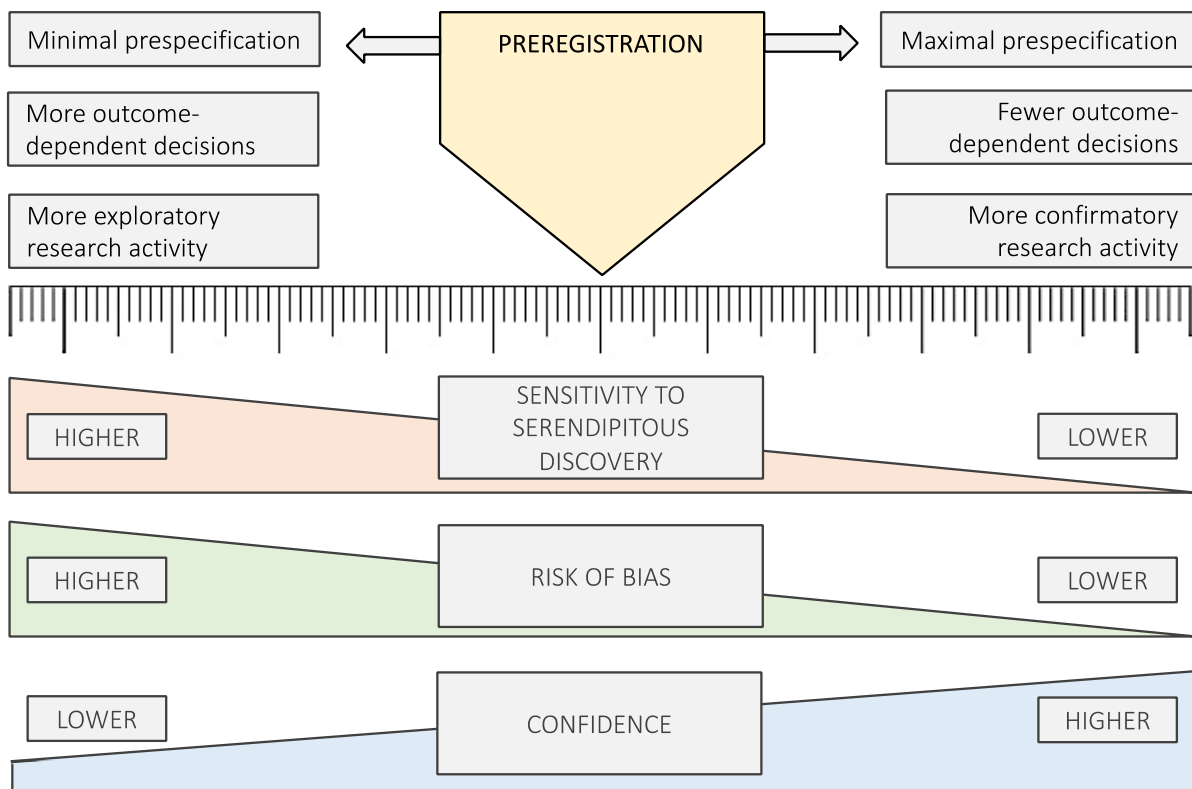 Minimal prespecification
PREREGISTRATION
Maximal prespecification
More outcome-
dependent decisions
Fewer outcome-
dependent decisions
More exploratory
research activity
More confirmatory
research activity
HIGHER
SENSITIVITY TO
SERENDIPITOUS
DISCOVERY
LOWER
HIGHER
RISK OF BIAS
LOWER
LOWER
CONFIDENCE
HIGHER